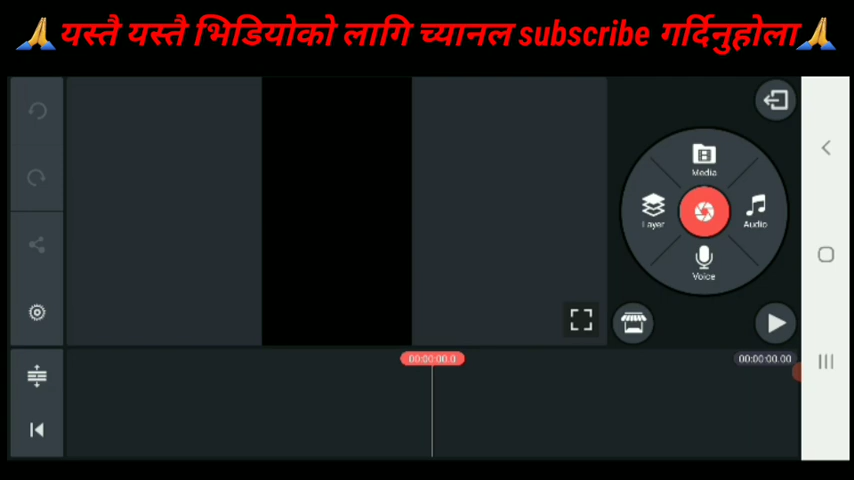 🙏यस्तै यस्तै भिडियोको लागि च्यानल subscribe गर्दिनुहोला🙏
Media
Layer
Audio
Voice
00:00:00.0
00:00:00.00